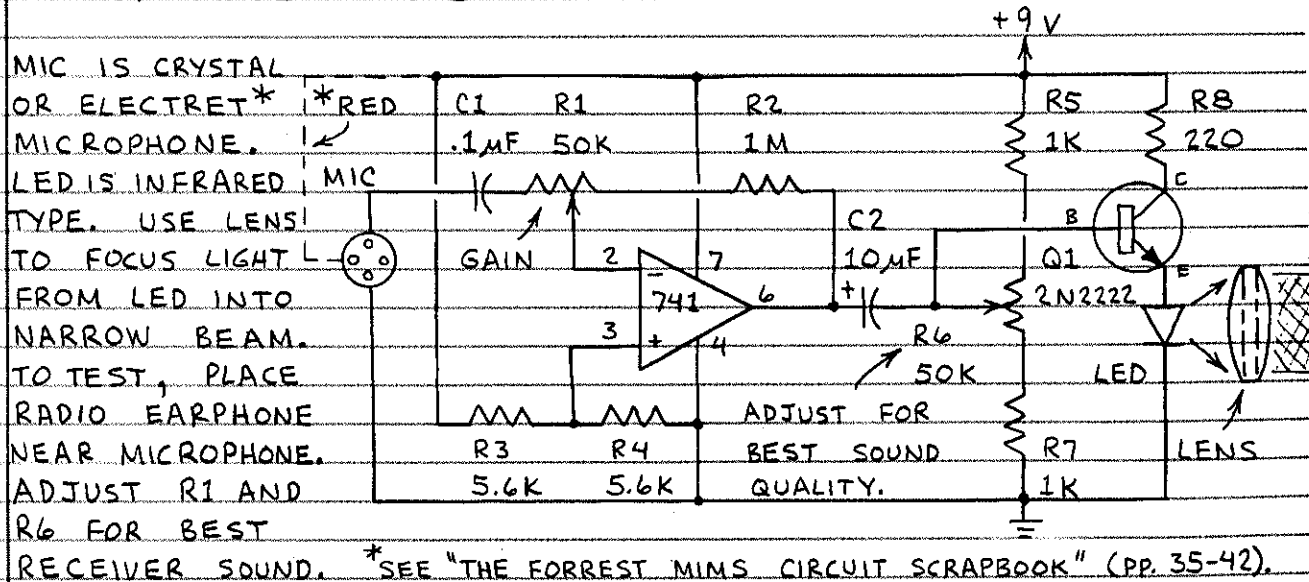 +9 V
MIC IS CRYSTAL
OR ELECTRET*
MICROPHONE.
LED IS INFRARED
TYPE. USE LENS
TO FOCUS LIGHT
FROM LED INTO
NARROW BEAM.
TO TEST, PLACE
RADIO EARPHONE
NEAR MICROPHONE.
ADJUST R1 AND
R6 FOR BEST
RECEIVER SOUND.
*RED
MIC
C1
.1µF
R1
50K
GAIN
R2
1M
2
−
741
3
+
7
6
4
R3
5.6K
R4
5.6K
C2
10µF
+
R5
1K
R8
220
C
B
E
Q1
2N2222
R6
50K
ADJUST FOR
BEST SOUND
QUALITY.
R7
1K
LED
LENS
*SEE "THE FORREST MIMS CIRCUIT SCRAPBOOK" (PP. 35-42).